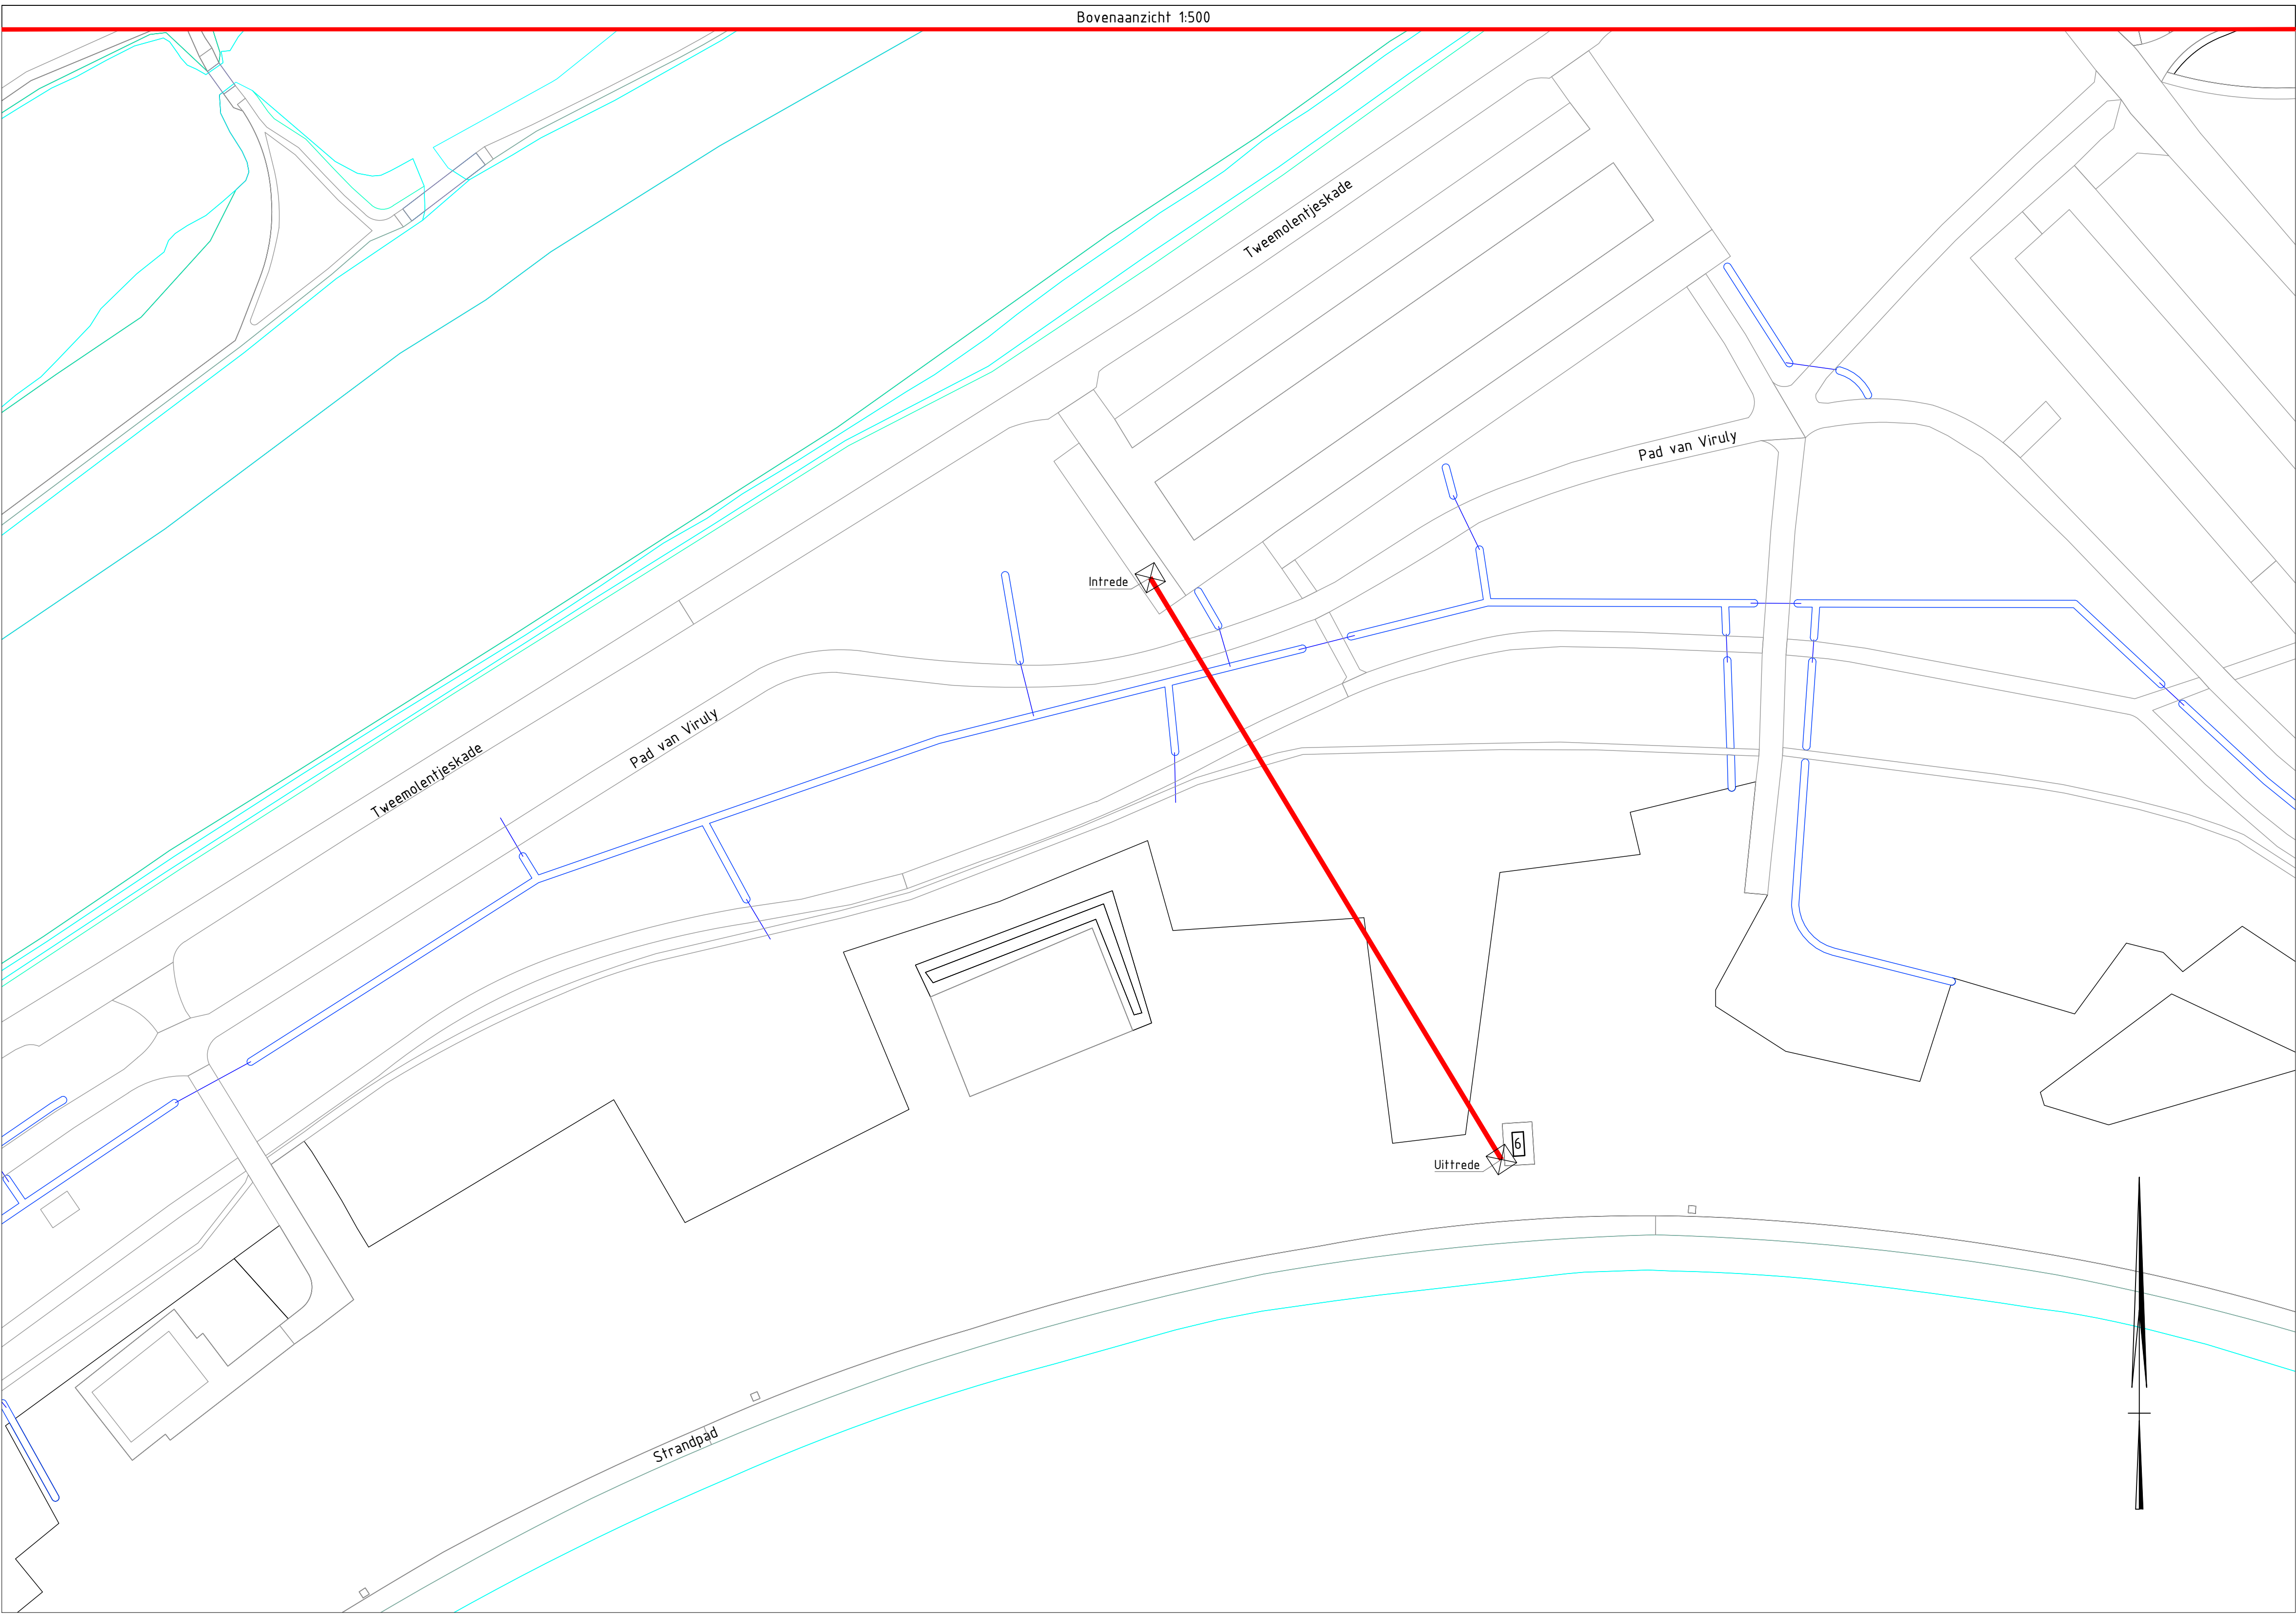 Bovenaanzicht 1:500
Tweemolentjeskade
Pad van Viruly
Intrede
Pad van Viruly
Tweemolentjeskade
6
Uittrede
Strandpad